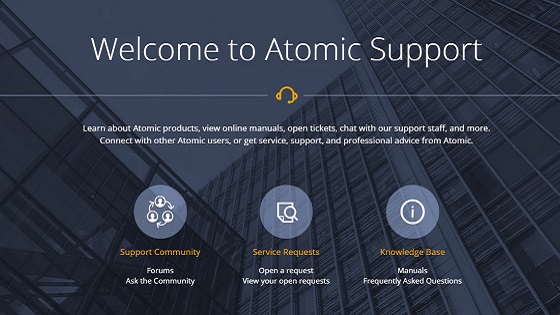 Welcome to Atomic Support
Learn about Atomic products, view online manuals, open tickets, chat with our support staff, and more.
Connect with other Atomic users, or get service, support, and professional advice from Atomic.
Support Community
Forums
Ask the Community
Service Requests
Open a request
View your open requests
Knowledge Base
Manuals
Frequently Asked Questions